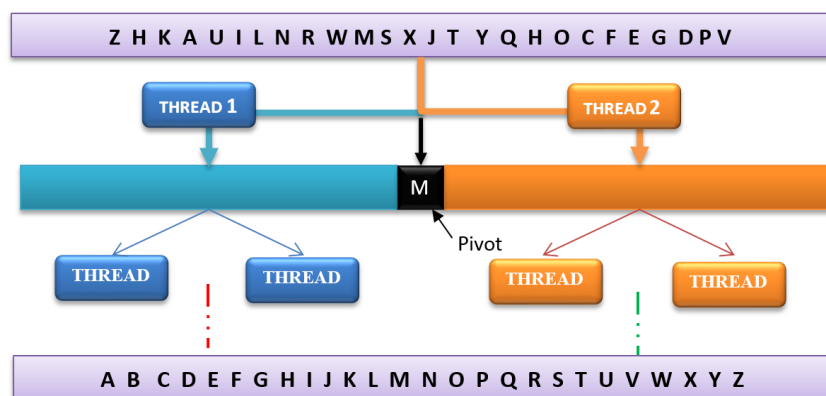 Z H K A U I L N R W M S X J T Y Q H O C F E G D P V
THREAD 1
THREAD 2
M
Pivot
THREAD
THREAD
THREAD
THREAD
A B C D E F G H I J K L M N O P Q R S T U V W X Y Z